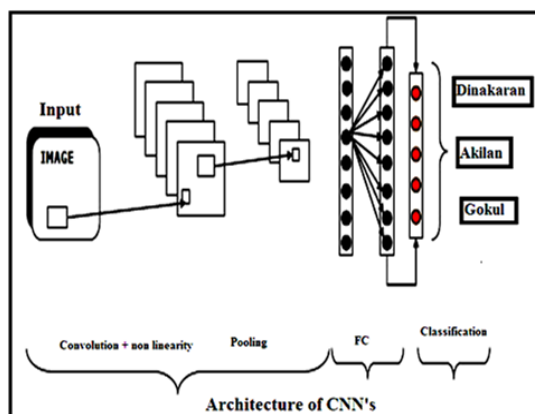 Input
IMAGE
Dinakaran
Akilan
Gokul
Convolution + non linearity
Pooling
FC
Classification
Architecture of CNN's